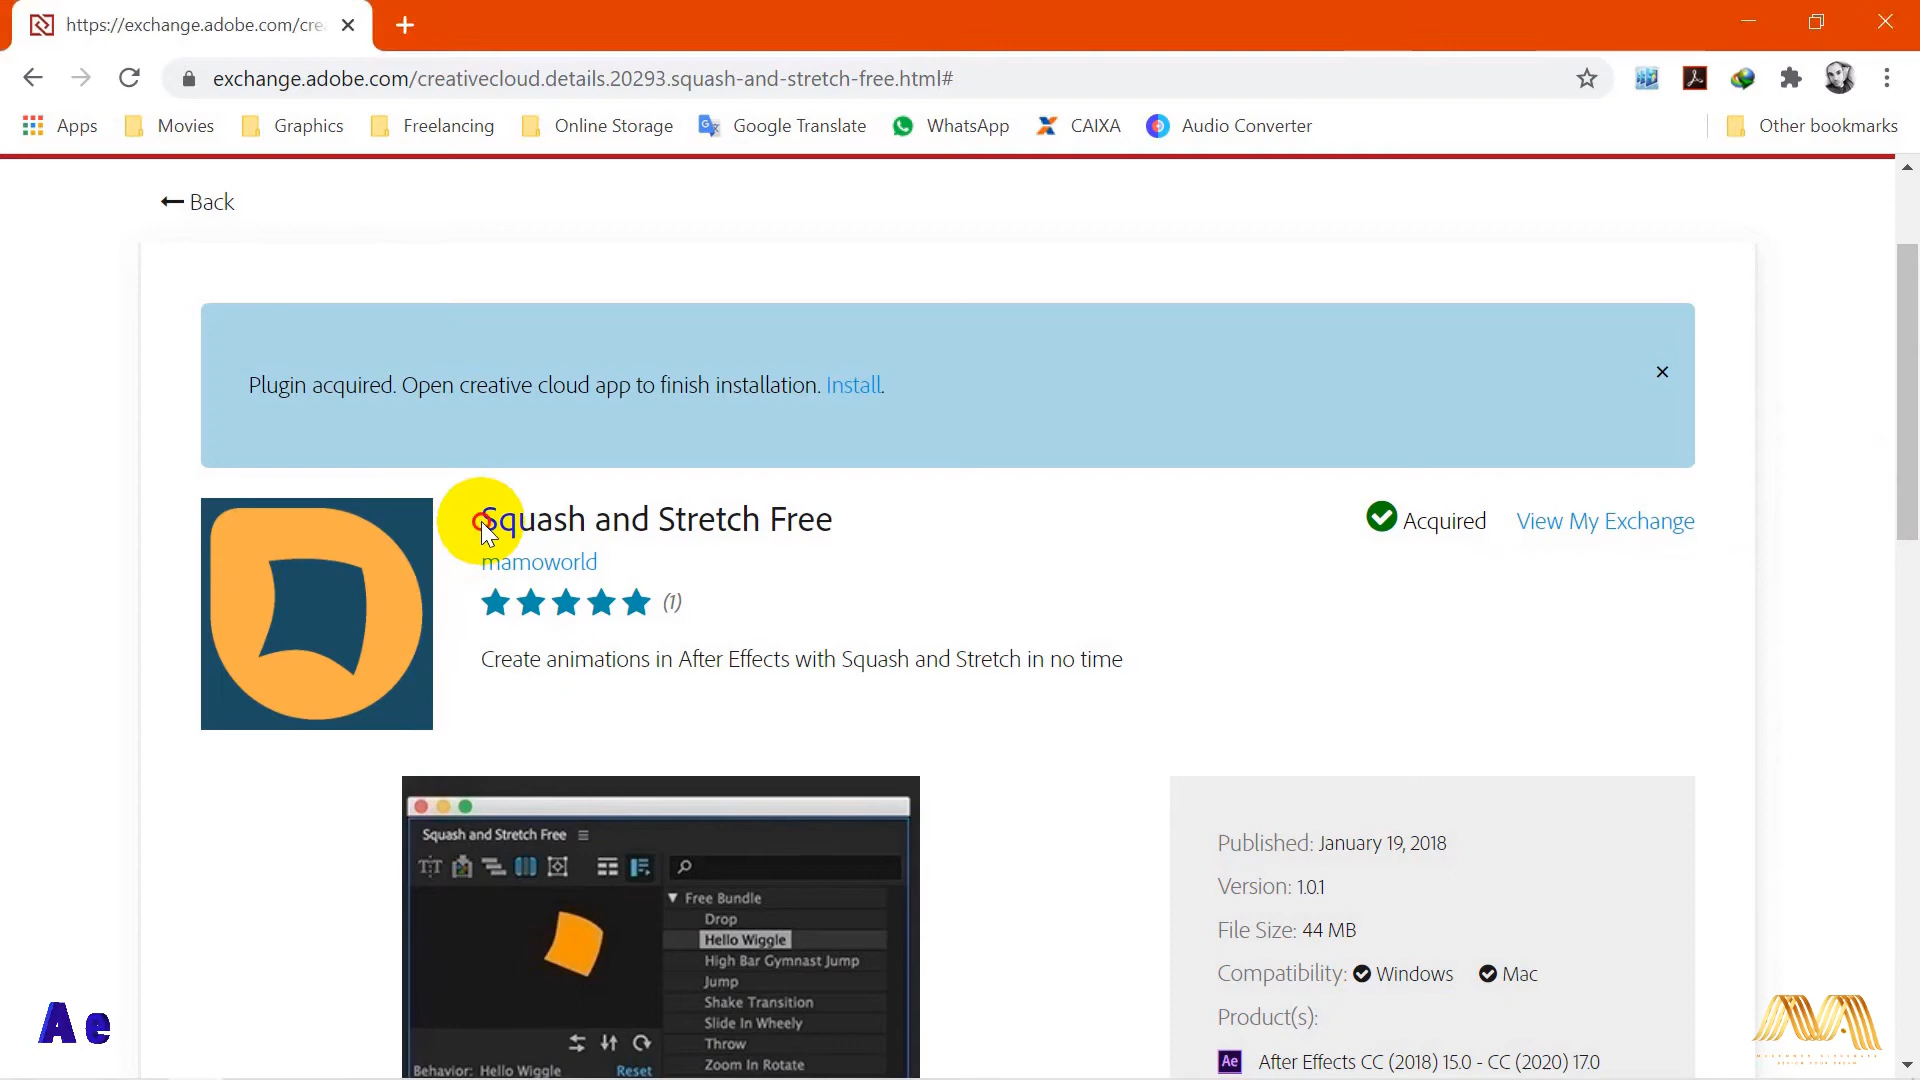 https://exchange.adobe.com/cre
exchange.adobe.com/creativecloud.details.20293.squash-and-stretch-free.html#
Apps Movies Graphics Freelancing Online Storage Google Translate WhatsApp CAIXA Audio Converter Other bookmarks
Back
Plugin acquired. Open creative cloud app to finish installation. Install.
Squash and Stretch Free
Acquired View My Exchange
mamoworld
(1)
Create animations in After Effects with Squash and Stretch in no time
Squash and Stretch Free
Free Bundle
Drop
Hello Wiggle
High Bar Gymnast Jump
Jump
Shake Transition
Slide In Wheely
Throw
Zoom In Rotate
Behavior: Hello Wiggle Reset
Published: January 19, 2018
Version: 1.0.1
File Size: 44 MB
Compatibility: Windows Mac
Product(s):
Ae After Effects CC (2018) 15.0 - CC (2020) 17.0
Ae